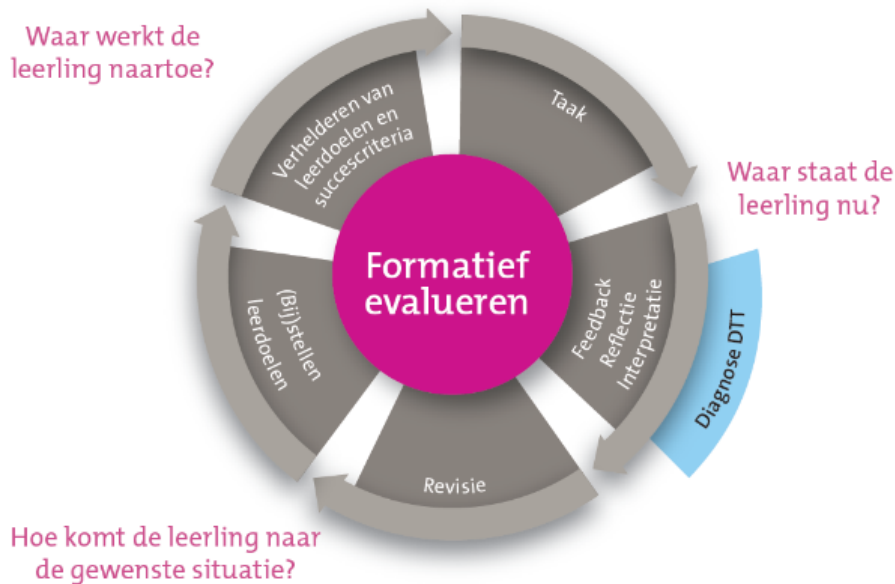 Waar werkt de
leerling naartoe?
Verhelderen van
leerdoelen en
succescriteria
Taak
Waar staat de
leerling nu?
Formatief
evalueren
Feedback
Reflectie
Interpretatie
Diagnose DTT
(Bij)stellen
leerdoelen
Revisie
Hoe komt de leerling naar
de gewenste situatie?